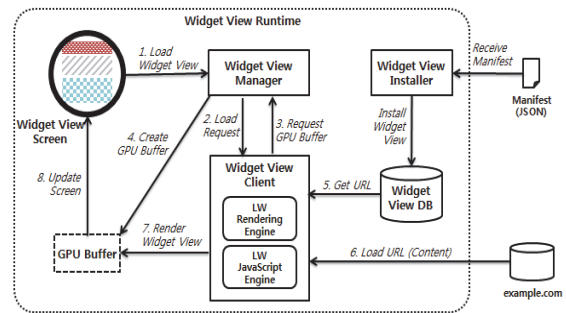 Widget View Runtime
1. Load
Widget View
Widget View
Manager
Widget View
Installer
Receive
Manifest
Manifest
(JSON)
Widget View
Screen
4. Create
GPU Buffer
2. Load
Request
3. Request
GPU Buffer
Install
Widget
View
8. Update
Screen
Widget View
Client
5. Get URL
Widget
View DB
LW
Rendering
Engine
7. Render
Widget View
GPU Buffer
LW
JavaScript
Engine
6. Load URL (Content)
example.com